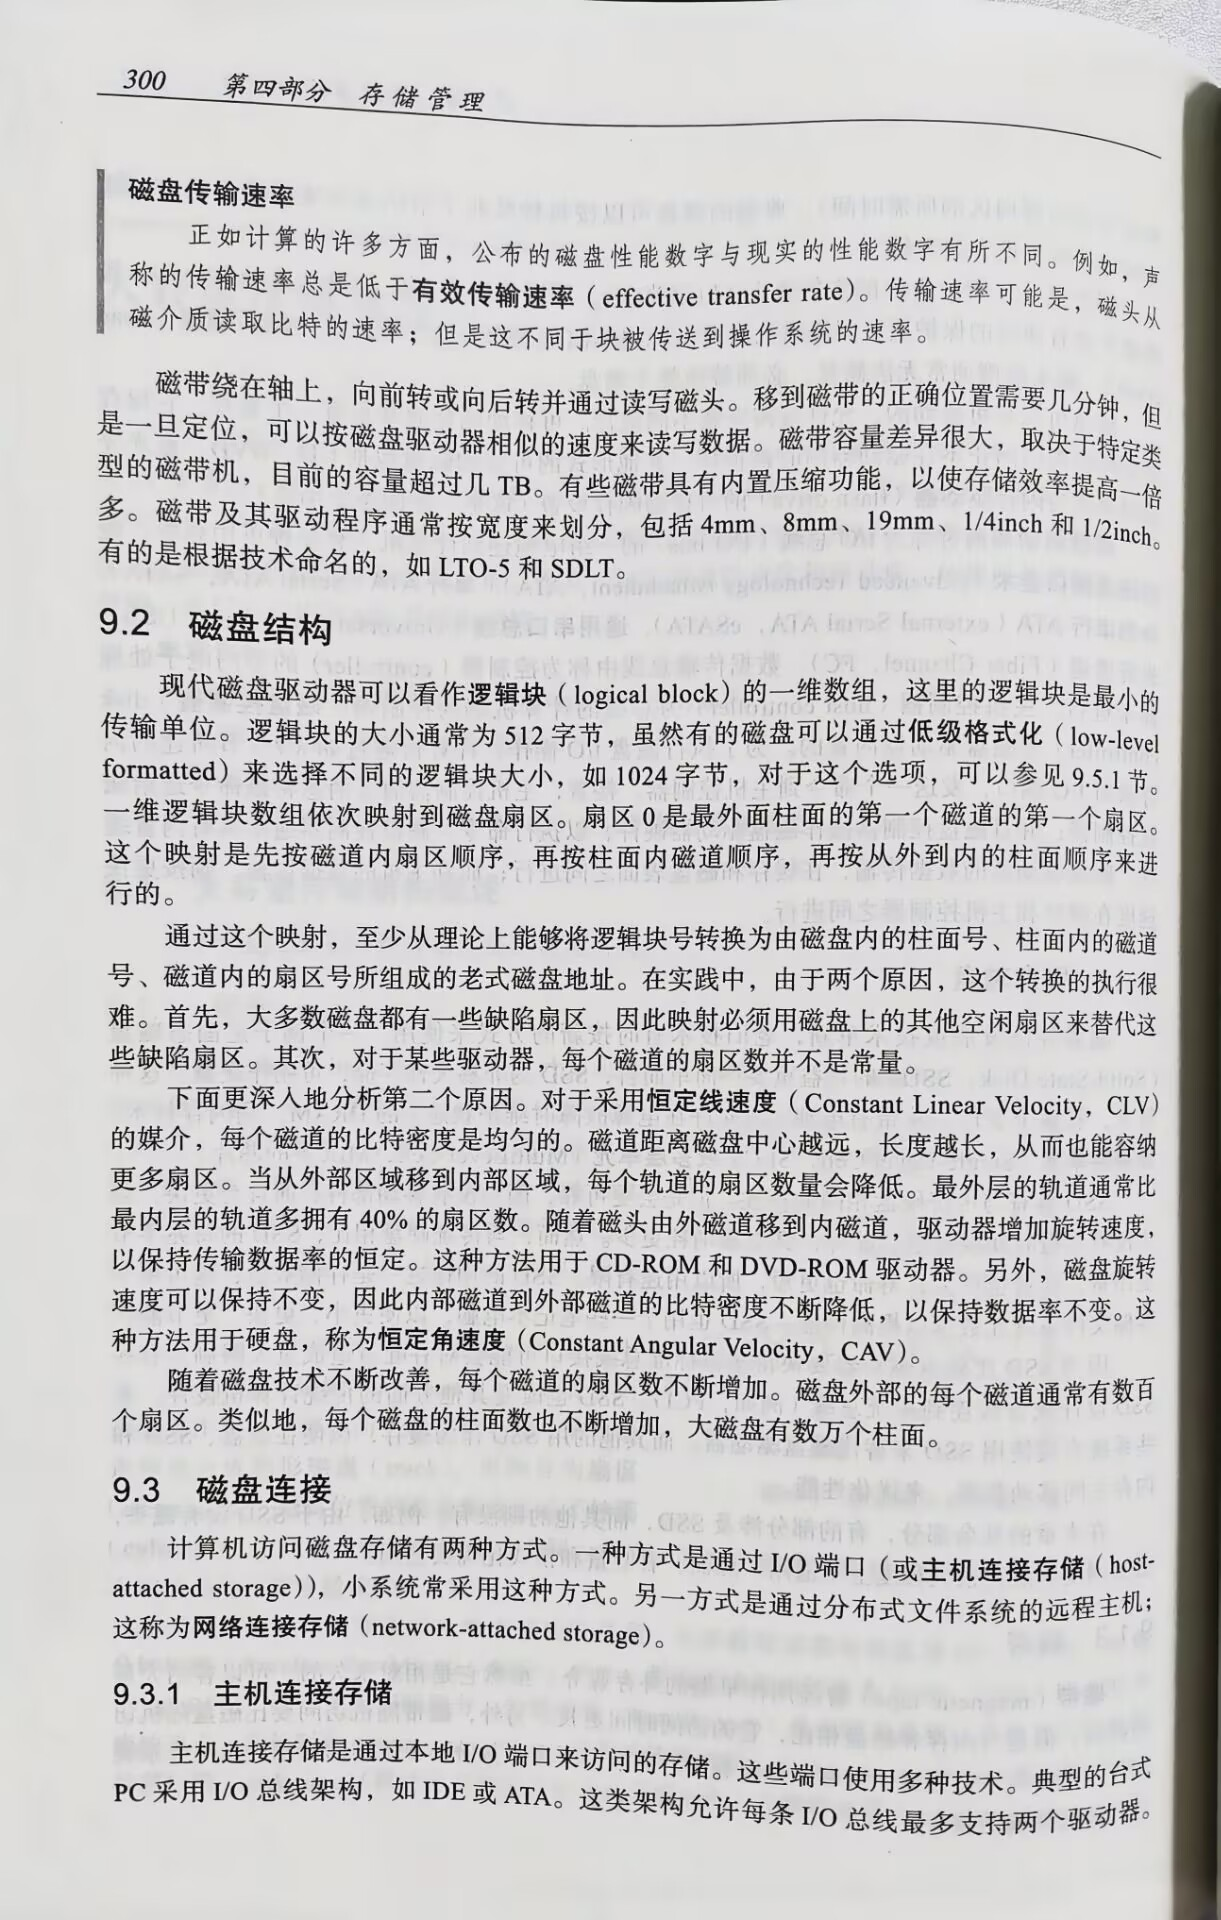 300 第四部分 存储管理
磁盘传输速率
正如计算的许多方面，公布的磁盘性能数字与现实的性能数字有所不同。例如，声
称的传输速率总是低于有效传输速率（effective transfer rate）。传输速率可能是，磁头从
磁介质读取比特的速率；但是这不同于块被传送到操作系统的速率。
磁带绕在轴上，向前转或向后转并通过读写磁头。移到磁带的正确位置需要几分钟，但
是一旦定位，可以按磁盘驱动器相似的速度来读写数据。磁带容量差异很大，取决于特定类
型的磁带机，目前的容量超过几 TB。有些磁带具有内置压缩功能，以使存储效率提高一倍
多。磁带及其驱动程序通常按宽度来划分，包括 4mm、8mm、19mm、1/4inch 和 1/2inch。
有的是根据技术命名的，如 LTO-5 和 SDLT。
9.2 磁盘结构
现代磁盘驱动器可以看作逻辑块（logical block）的一维数组，这里的逻辑块是最小的
传输单位。逻辑块的大小通常为 512 字节，虽然有的磁盘可以通过低级格式化（low-level
formatted）来选择不同的逻辑块大小，如 1024 字节，对于这个选项，可以参见 9.5.1 节。
一维逻辑块数组依次映射到磁盘扇区。扇区 0 是最外面柱面的第一个磁道的第一个扇区。
这个映射是先按磁道内扇区顺序，再按柱面内磁道顺序，再按从外到内的柱面顺序来进
行的。
通过这个映射，至少从理论上能够将逻辑块号转换为由磁盘内的柱面号、柱面内的磁道
号、磁道内的扇区号所组成的老式磁盘地址。在实践中，由于两个原因，这个转换的执行很
难。首先，大多数磁盘都有一些缺陷扇区，因此映射必须用磁盘上的其他空闲扇区来替代这
些缺陷扇区。其次，对于某些驱动器，每个磁道的扇区数并不是常量。
下面更深入地分析第二个原因。对于采用恒定线速度（Constant Linear Velocity，CLV）
的媒介，每个磁道的比特密度是均匀的。磁道距离磁盘中心越远，长度越长，从而也能容纳
更多扇区。当从外部区域移到内部区域，每个轨道的扇区数量会降低。最外层的轨道通常比
最内层的轨道多拥有 40% 的扇区数。随着磁头由外磁道移到内磁道，驱动器增加旋转速度，
以保持传输数据率的恒定。这种方法用于 CD-ROM 和 DVD-ROM 驱动器。另外，磁盘旋转
速度可以保持不变，因此内部磁道到外部磁道的比特密度不断降低，以保持数据率不变。这
种方法用于硬盘，称为恒定角速度（Constant Angular Velocity，CAV）。
随着磁盘技术不断改善，每个磁道的扇区数不断增加。磁盘外部的每个磁道通常有数百
个扇区。类似地，每个磁盘的柱面数也不断增加，大磁盘有数万个柱面。
9.3 磁盘连接
计算机访问磁盘存储有两种方式。一种方式是通过 I/O 端口（或主机连接存储（host-
attached storage）），小系统常采用这种方式。另一方式是通过分布式文件系统的远程主机；
这称为网络连接存储（network-attached storage）。
9.3.1 主机连接存储
主机连接存储是通过本地 I/O 端口来访问的存储。这些端口使用多种技术。典型的台式
PC 采用 I/O 总线架构，如 IDE 或 ATA。这类架构允许每条 I/O 总线最多支持两个驱动器。